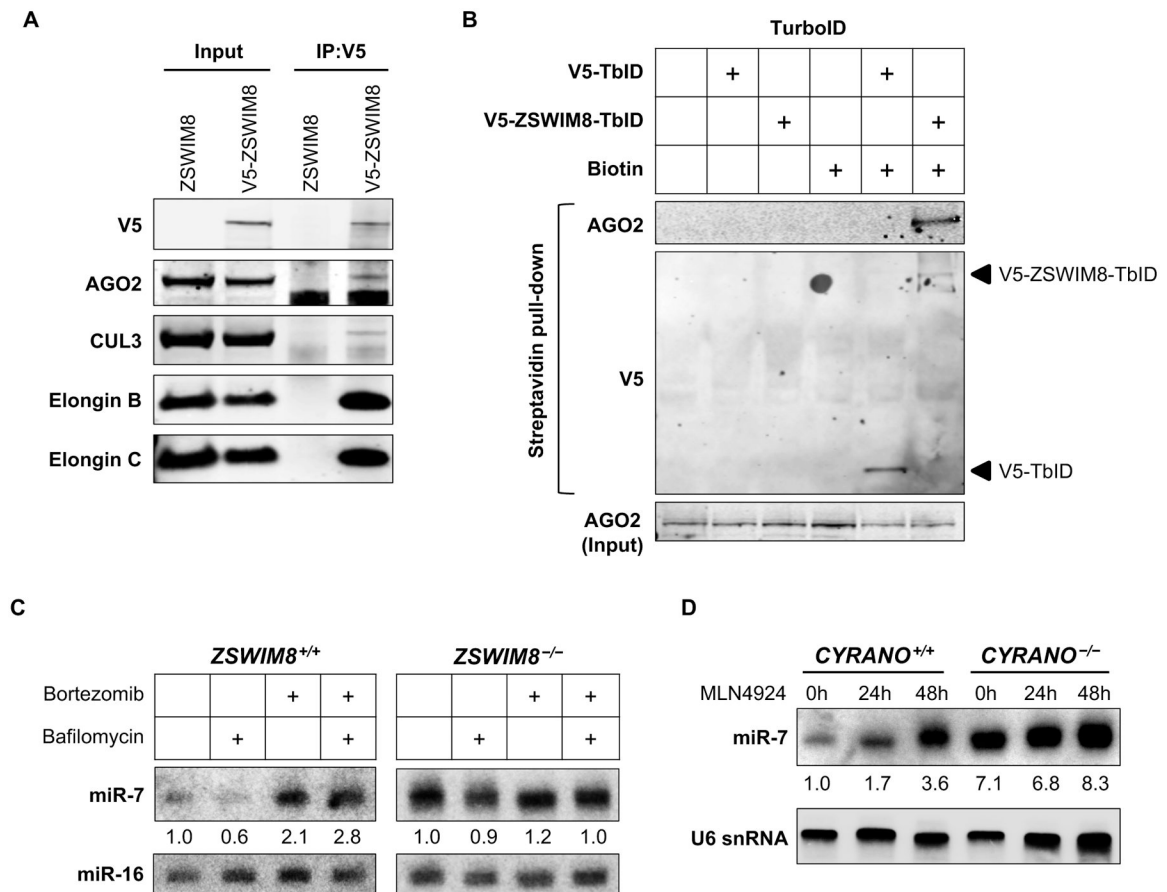 A
Input IP:V5
ZSWIM8 V5-ZSWIM8 ZSWIM8 V5-ZSWIM8
V5
AGO2
CUL3
Elongin B
Elongin C
B
TurboID
V5-TbID + +
V5-ZSWIM8-TbID + +
Biotin + + +
Streptavidin pull-down
AGO2
V5
V5-ZSWIM8-TbID
V5-TbID
AGO2
(Input)
C
ZSWIM8+/+ ZSWIM8−/−
Bortezomib + + + +
Bafilomycin + + + +
miR-7
1.0 0.6 2.1 2.8 1.0 0.9 1.2 1.0
miR-16
D
CYRANO+/+ CYRANO−/−
MLN4924 0h 24h 48h 0h 24h 48h
miR-7
1.0 1.7 3.6 7.1 6.8 8.3
U6 snRNA